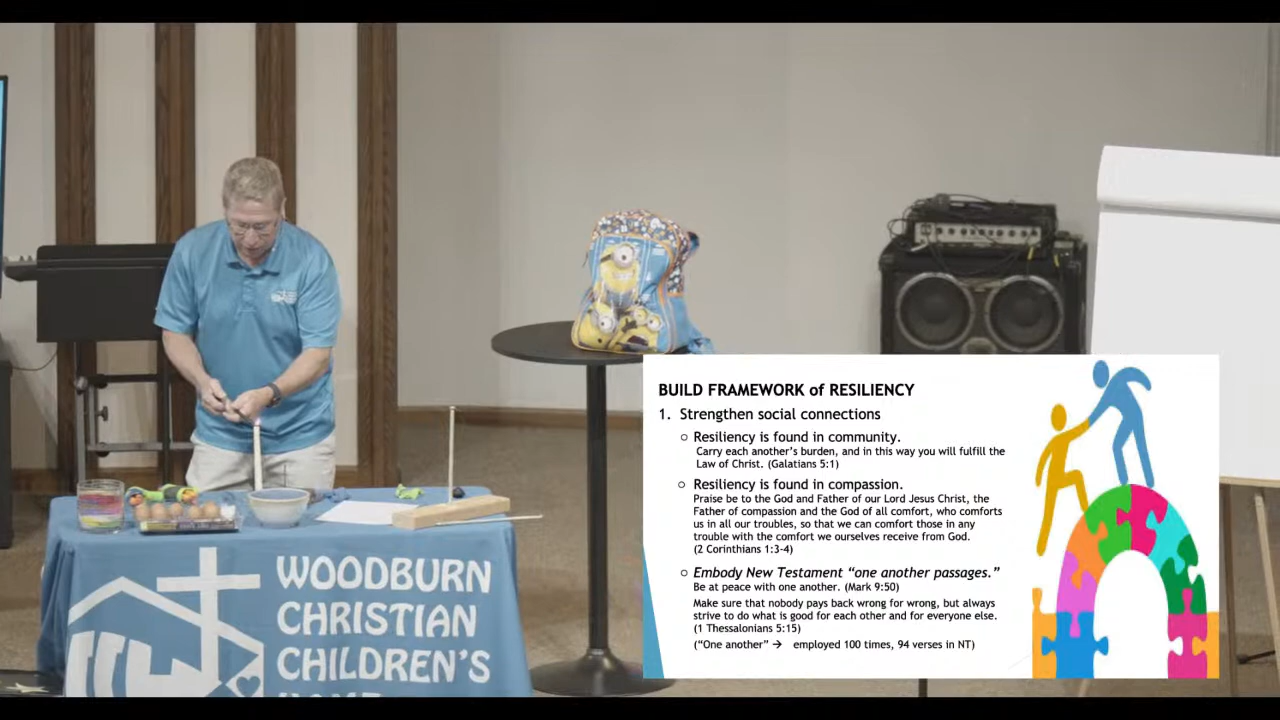 BUILD FRAMEWORK of RESILIENCY
1. Strengthen social connections
○ Resiliency is found in community.
Carry each another's burden, and in this way you will fulfill the
Law of Christ. (Galatians 5:1)
○ Resiliency is found in compassion.
Praise be to the God and Father of our Lord Jesus Christ, the
Father of compassion and the God of all comfort, who comforts
us in all our troubles, so that we can comfort those in any
trouble with the comfort we ourselves receive from God.
(2 Corinthians 1:3-4)
○ Embody New Testament “one another passages.”
Be at peace with one another. (Mark 9:50)
Make sure that nobody pays back wrong for wrong, but always
strive to do what is good for each other and for everyone else.
(1 Thessalonians 5:15)
(“One another” → employed 100 times, 94 verses in NT)
WOODBURN
CHRISTIAN
CHILDREN'S